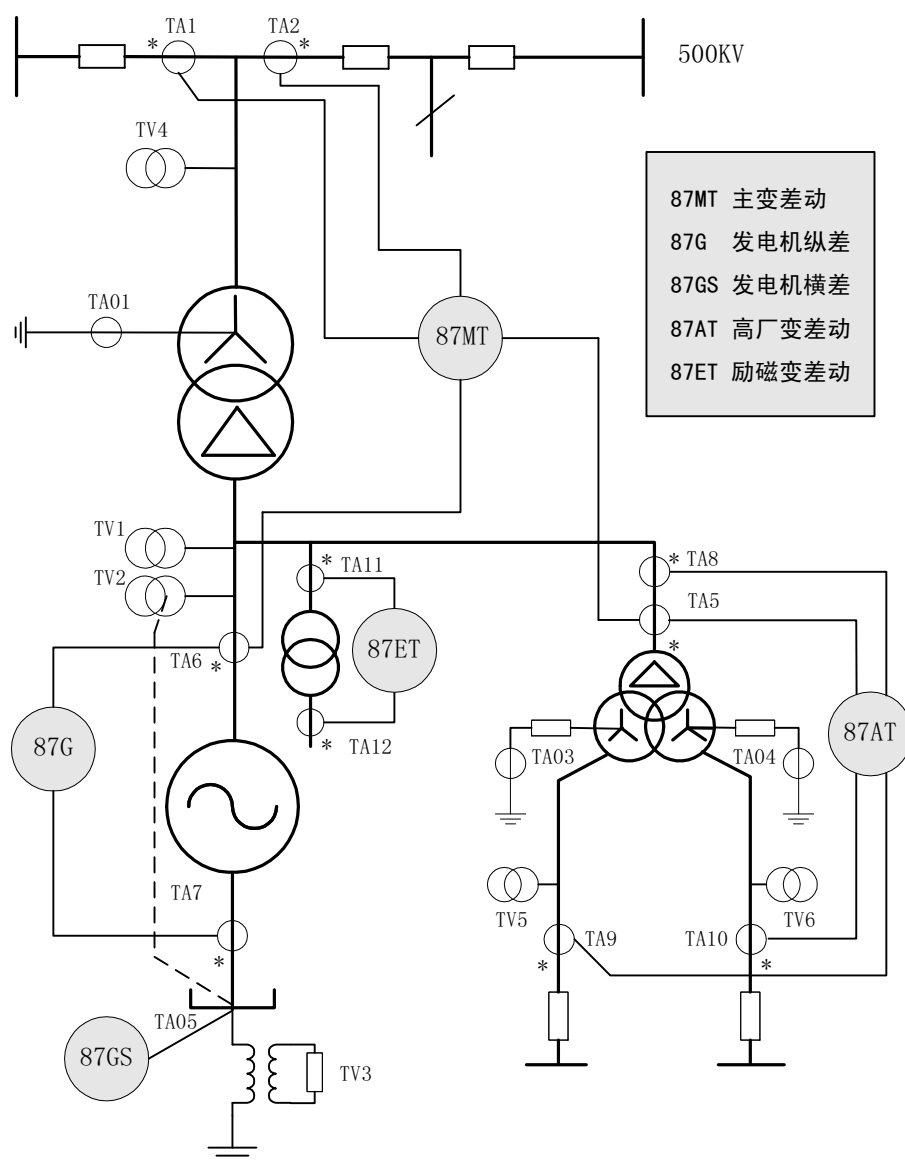 TA1
TA2
*
*
500KV
TV4
87MT 主变差动
87G 发电机纵差
87GS 发电机横差
87AT 高厂变差动
87ET 励磁变差动
TA01
87MT
TV1
*
TA11
*
TA8
TV2
TA5
TA6
*
87ET
*
87G
TA12
TA03
TA04
87AT
TA7
TV5
TV6
*
TA9
*
TA10
*
TA05
87GS
TV3